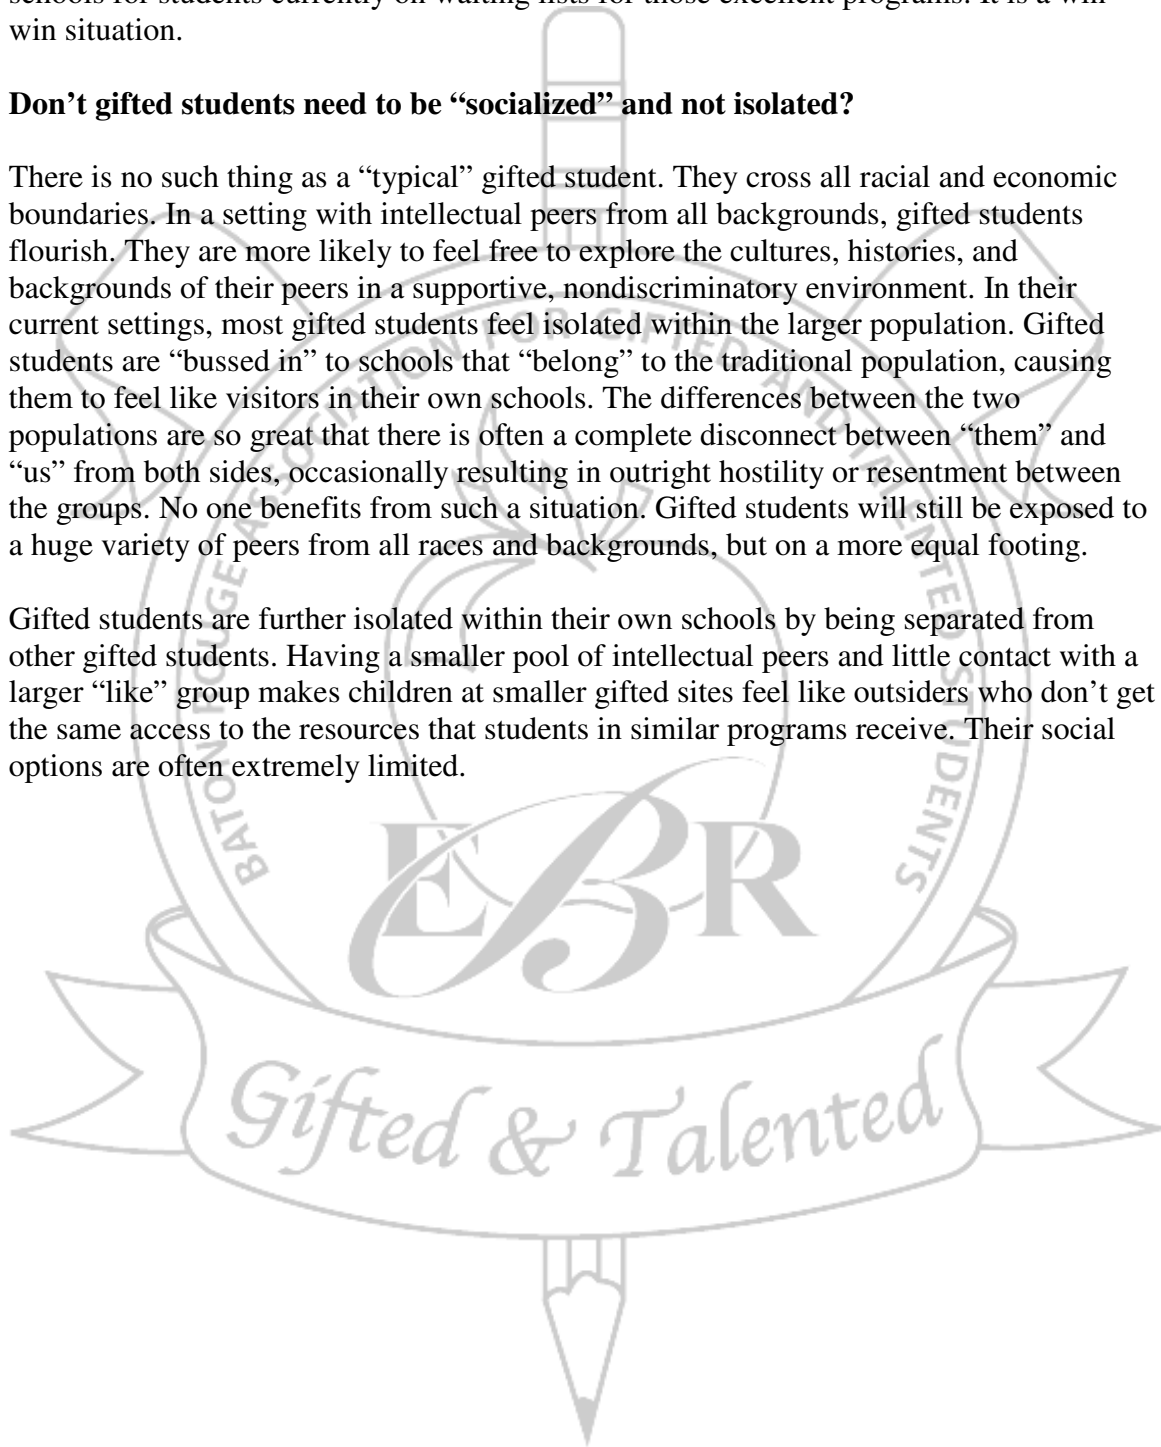 schools for students currently on waiting lists for those excellent programs. It is a win-
win situation.
Don’t gifted students need to be “socialized” and not isolated?
There is no such thing as a “typical” gifted student. They cross all racial and economic
boundaries. In a setting with intellectual peers from all backgrounds, gifted students
flourish. They are more likely to feel free to explore the cultures, histories, and
backgrounds of their peers in a supportive, nondiscriminatory environment. In their
current settings, most gifted students feel isolated within the larger population. Gifted
students are “bussed in” to schools that “belong” to the traditional population, causing
them to feel like visitors in their own schools. The differences between the two
populations are so great that there is often a complete disconnect between “them” and
“us” from both sides, occasionally resulting in outright hostility or resentment between
the groups. No one benefits from such a situation. Gifted students will still be exposed to
a huge variety of peers from all races and backgrounds, but on a more equal footing.
Gifted students are further isolated within their own schools by being separated from
other gifted students. Having a smaller pool of intellectual peers and little contact with a
larger “like” group makes children at smaller gifted sites feel like outsiders who don’t get
the same access to the resources that students in similar programs receive. Their social
options are often extremely limited.
BATON ROUGE ASSOCIATION FOR GIFTED AND TALENTED STUDENTS
EBR
Gifted & Talented